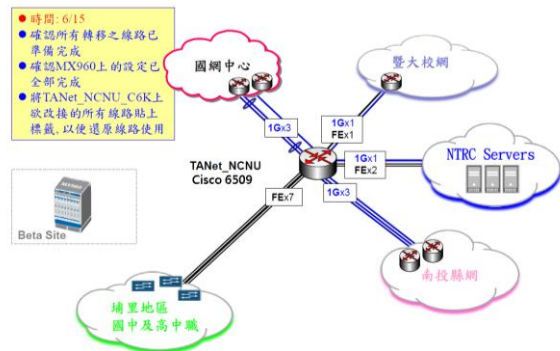 時間: 6/15
確認所有轉移之線路已
準備完成
確認MX960上的設定已
全部完成
將TANet_NCNU_C6K上
欲改接的所有線路貼上
標籤,以便還原線路使用
國網中心
暨大校網
1Gx3
1Gx1
FEx1
NTRC Servers
1Gx1
FEx2
TANet_NCNU
Cisco 6509
FEx7
1Gx3
Beta Site
南投縣網
埔里地區
國中及高中職